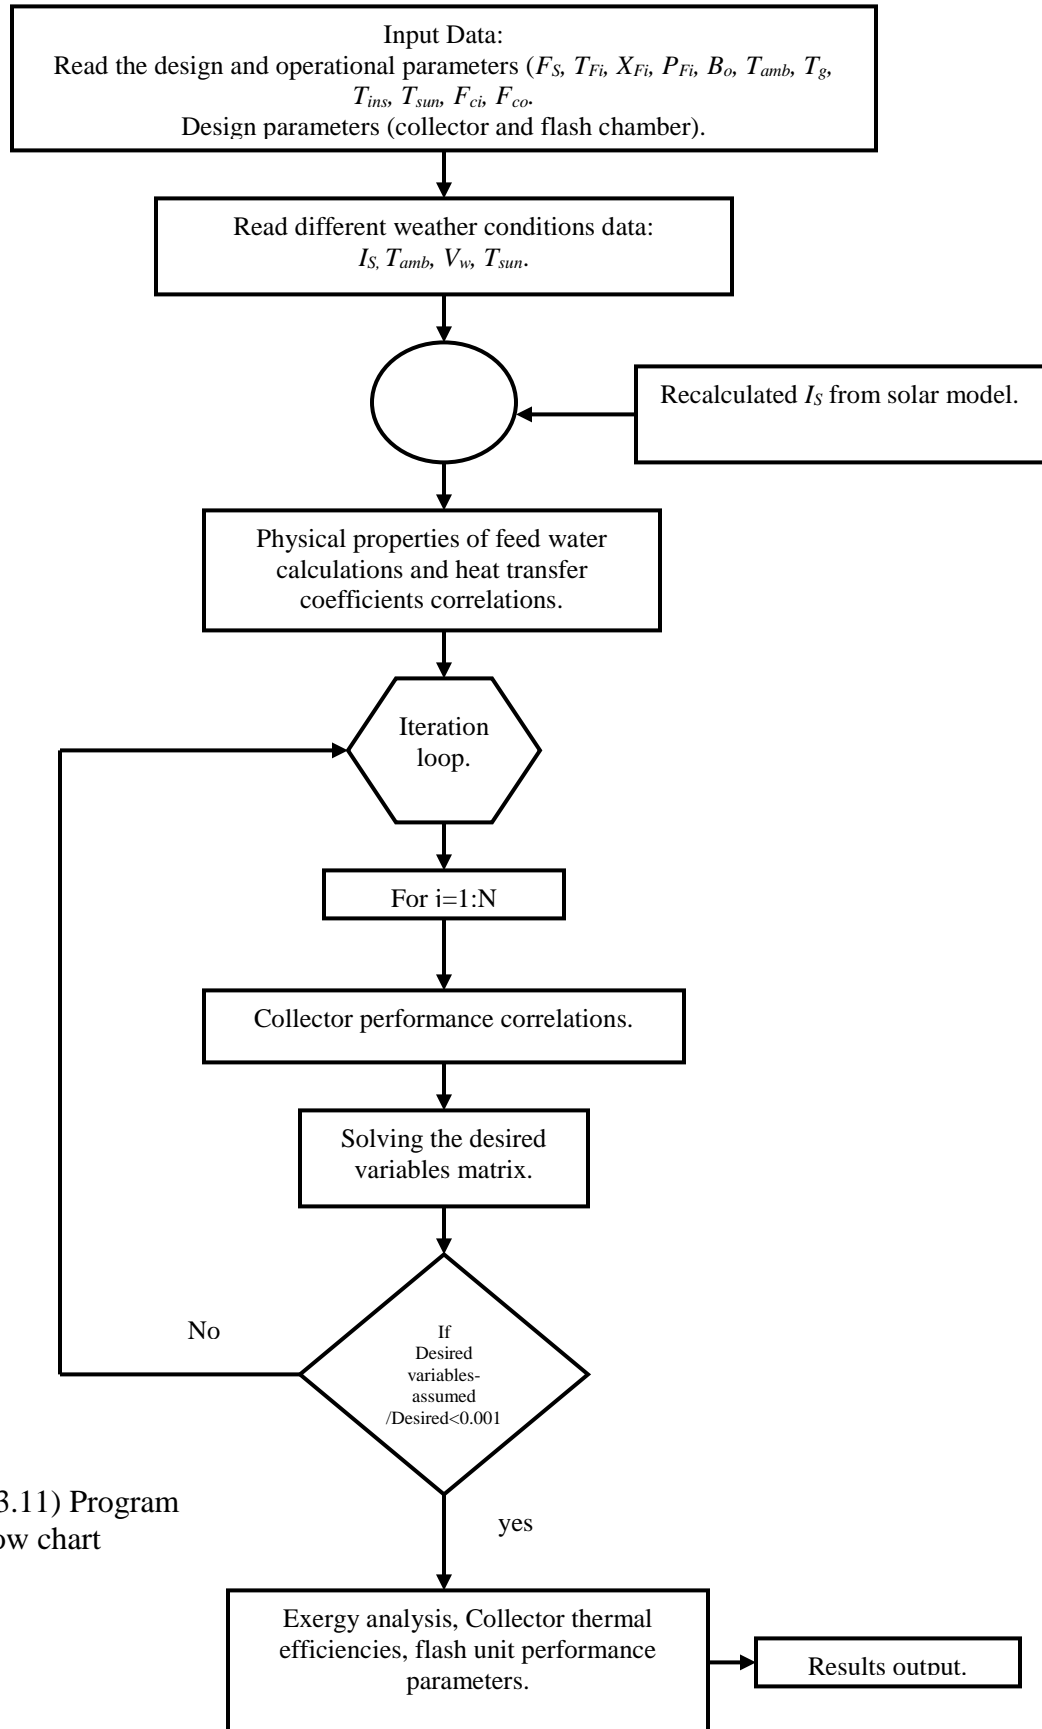 Input Data:
Read the design and operational parameters (FS, TFi, XFi, PFi, Bo, Tamb, Tg,
Tins, Tsun, Fci, Fco.
Design parameters (collector and flash chamber).
Read different weather conditions data:
IS, Tamb, Vw, Tsun.
Recalculated IS from solar model.
Physical properties of feed water
calculations and heat transfer
coefficients correlations.
Iteration
loop.
For i=1:N
Collector performance correlations.
Solving the desired
variables matrix.
No
If
Desired
variables-
assumed
/Desired<0.001
3.11) Program
ow chart
yes
Exergy analysis, Collector thermal
efficiencies, flash unit performance
parameters.
Results output.